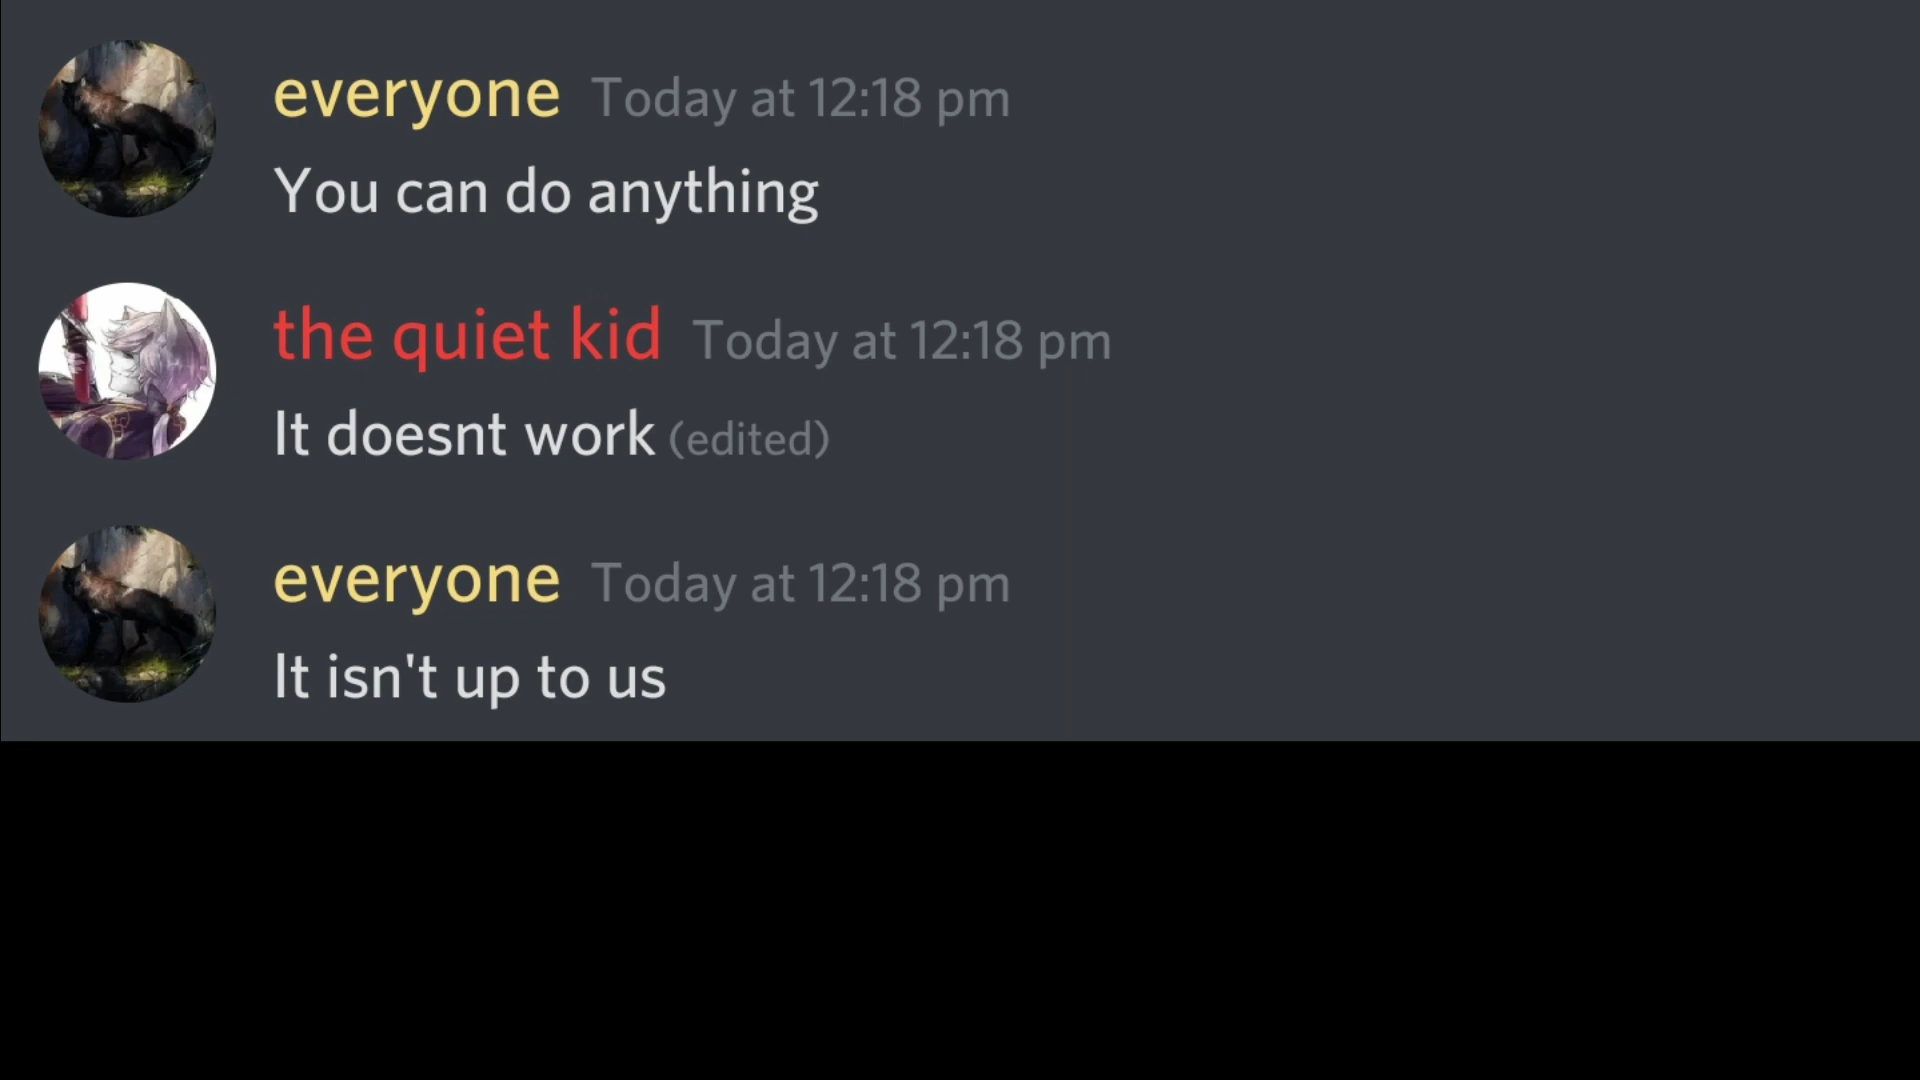 everyone Today at 12:18 pm
You can do anything
the quiet kid Today at 12:18 pm
It doesnt work (edited)
everyone Today at 12:18 pm
It isn't up to us